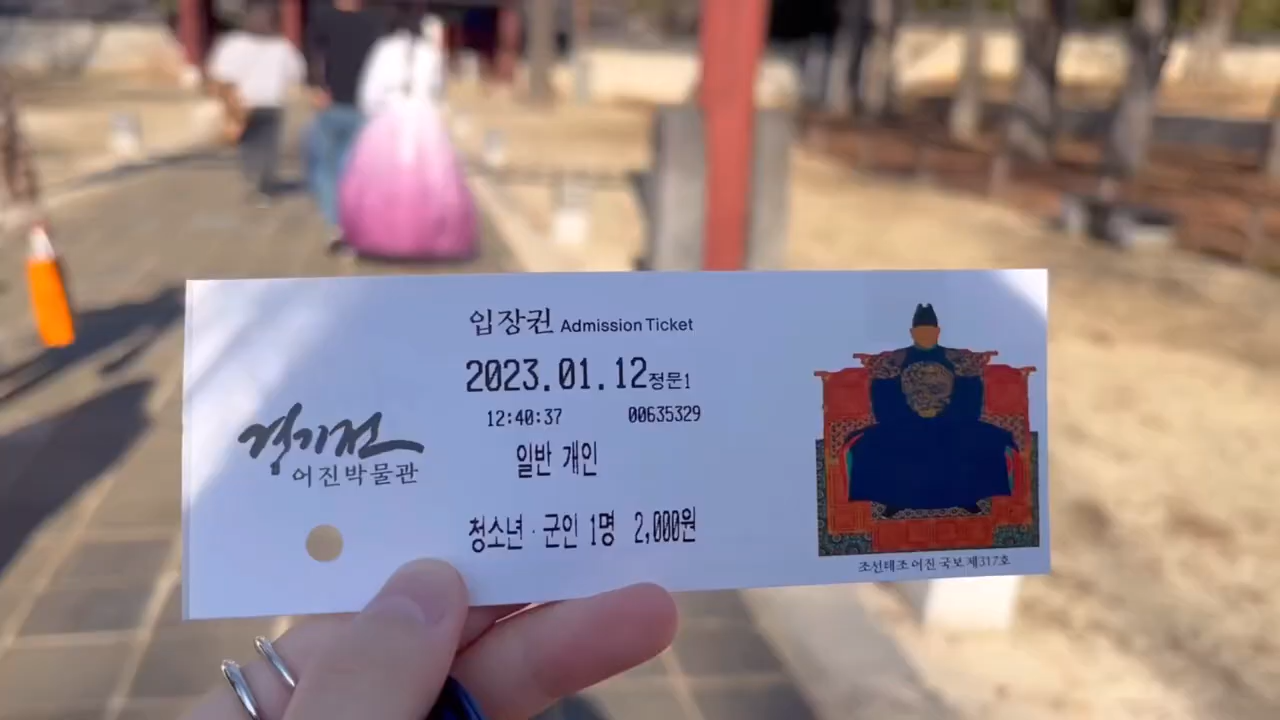 경기전
어진박물관
입장권 Admission Ticket
2023.01.12정문1
12:40:37 00635329
일반 개인
청소년·군인 1명 2,000원
조선태조 어진 국보 제317호